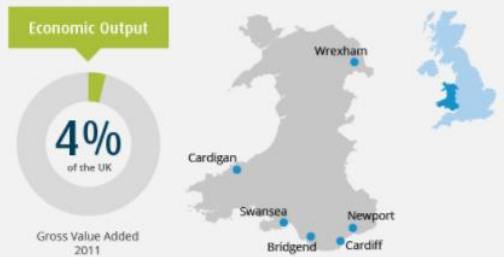 Economic Output
4%
of the UK
Gross Value Added
2011
Wrexham
Cardigan
Swansea
Newport
Bridgend
Cardiff